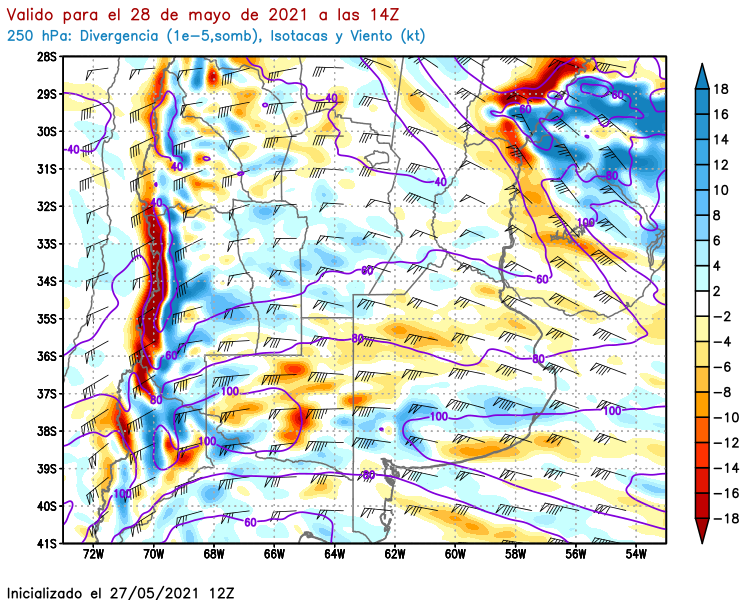 Valido para el 28 de mayo de 2021 a las 14Z
250 hPa: Divergencia (1e−5,somb), Isotacas y Viento (kt)
28S
29S
30S
31S
32S
33S
34S
35S
36S
37S
38S
39S
40S
41S
72W 70W 68W 66W 64W 62W 60W 58W 56W 54W
40
40
40
40
40
60
60
60
60
60
60
80
80
80
80
80
100
100
100
100
100
100
18
16
14
12
10
8
6
4
2
−2
−4
−6
−8
−10
−12
−14
−16
−18
Inicializado el 27/05/2021 12Z